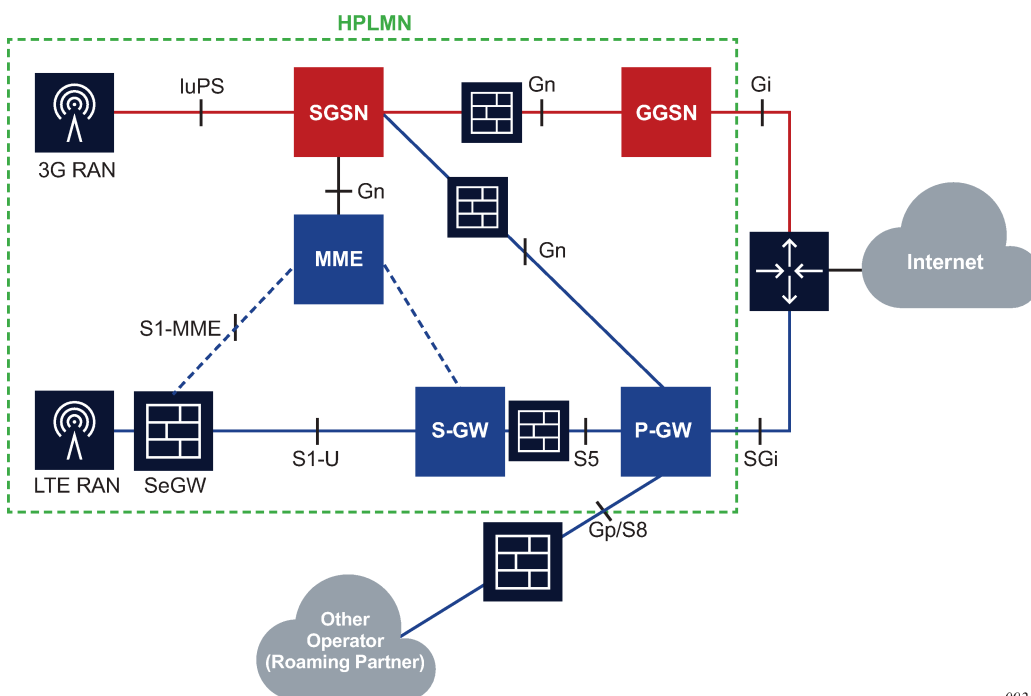 HPLMN
IuPS
SGSN
Gn
GGSN
Gi
3G RAN
Gn
MME
Gn
Internet
S1-MME
S-GW
P-GW
LTE RAN
SeGW
S1-U
S5
SGi
Gp/S8
Other
Operator
(Roaming Partner)